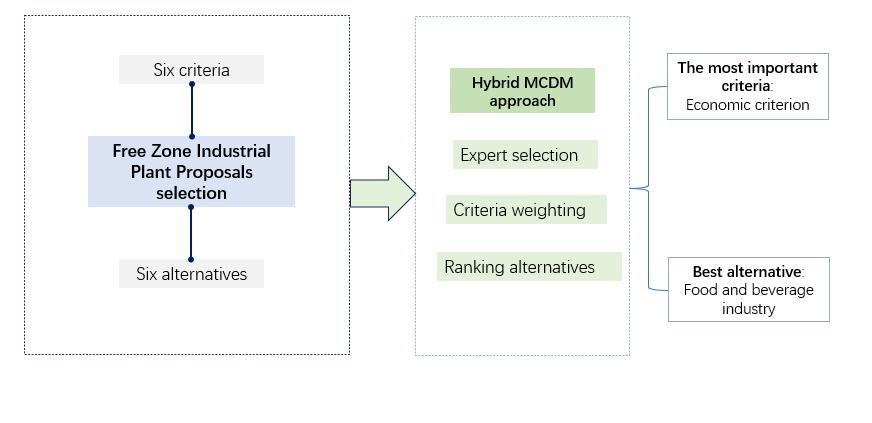 Six criteria
Free Zone Industrial
Plant Proposals
selection
Six alternatives
Hybrid MCDM
approach
Expert selection
Criteria weighting
Ranking alternatives
The most important
criteria:
Economic criterion
Best alternative:
Food and beverage
industry